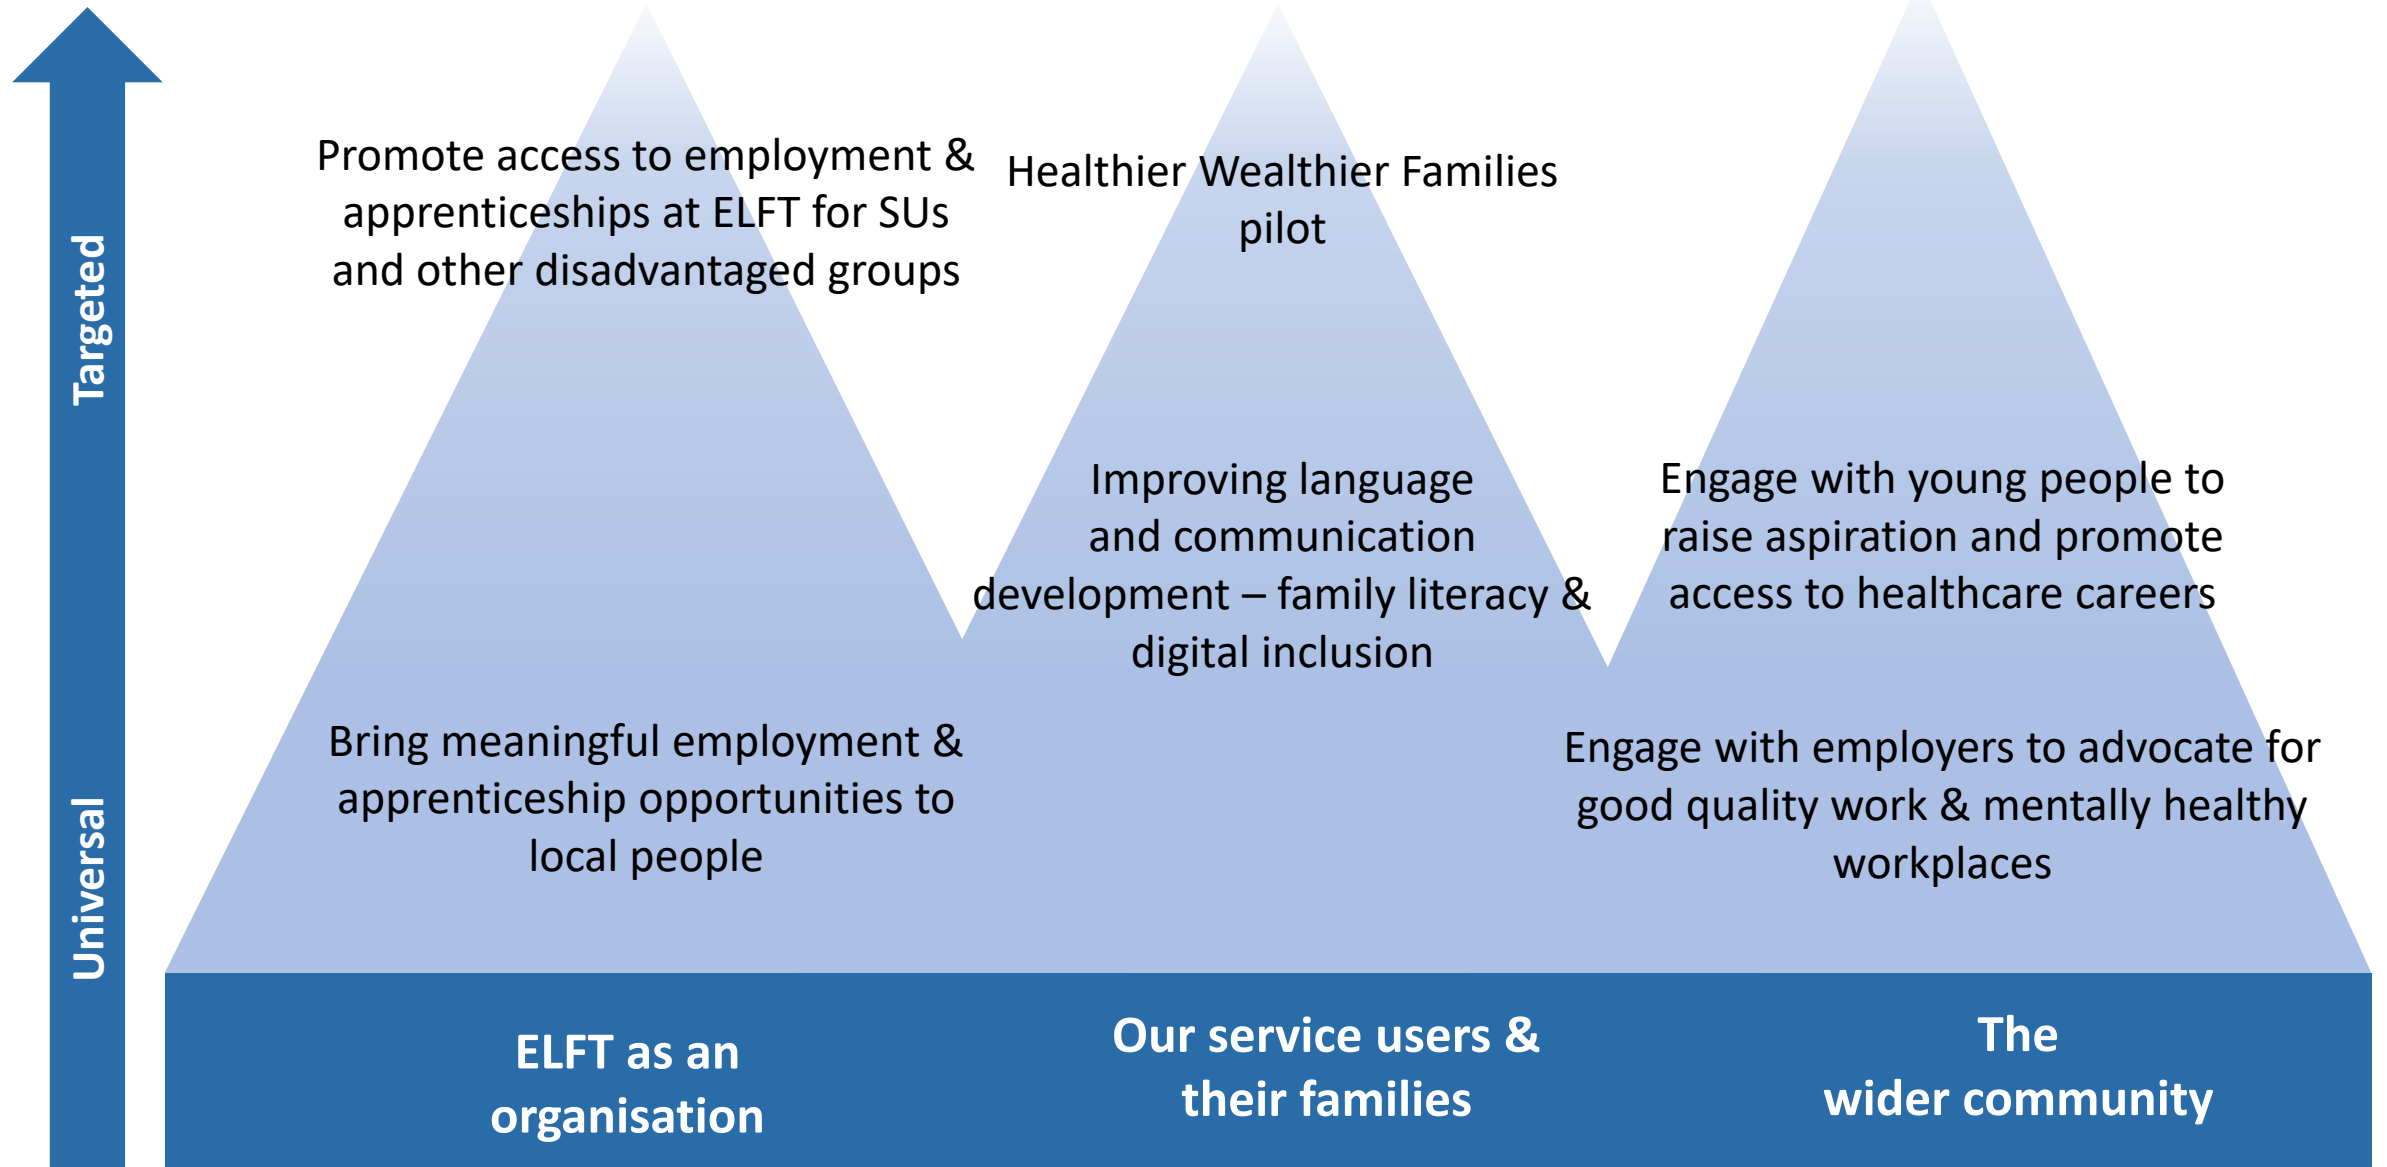 Targeted
Universal
Promote access to employment &
apprenticeships at ELFT for SUs
and other disadvantaged groups
Healthier Wealthier Families
pilot
Improving language
and communication
development – family literacy &
digital inclusion
Engage with young people to
raise aspiration and promote
access to healthcare careers
Bring meaningful employment &
apprenticeship opportunities to
local people
Engage with employers to advocate for
good quality work & mentally healthy
workplaces
ELFT as an
organisation
Our service users &
their families
The
wider community